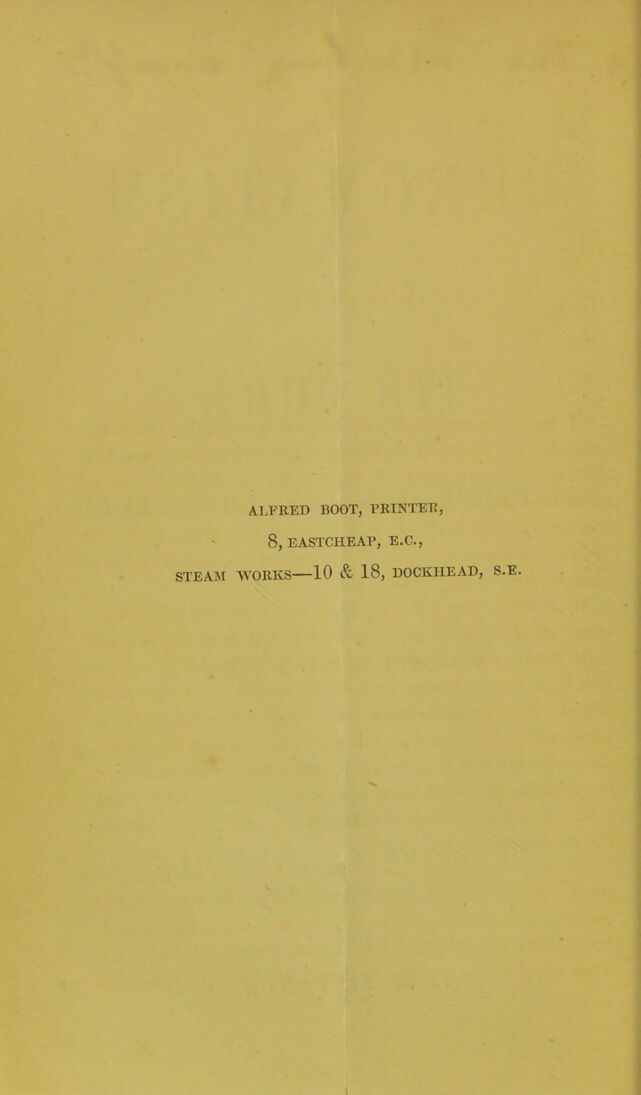 ALFRED BOOT, PRINTER,
8, EASTCHEAP, E.C.,
STEAM WORKS—10 & 18, DOCKHEAD, S.E.